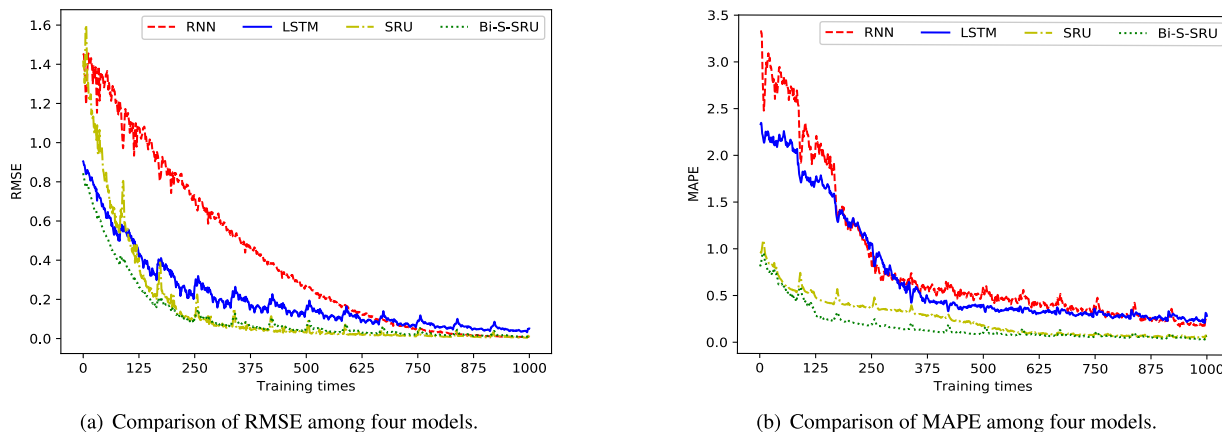 RNN LSTM SRU Bi-S-SRU
RMSE
1.6
1.4
1.2
1.0
0.8
0.6
0.4
0.2
0.0
0 125 250 375 500 625 750 875 1000
Training times
(a) Comparison of RMSE among four models.
RNN LSTM SRU Bi-S-SRU
MAPE
3.5
3.0
2.5
2.0
1.5
1.0
0.5
0.0
0 125 250 375 500 625 750 875 1000
Training times
(b) Comparison of MAPE among four models.